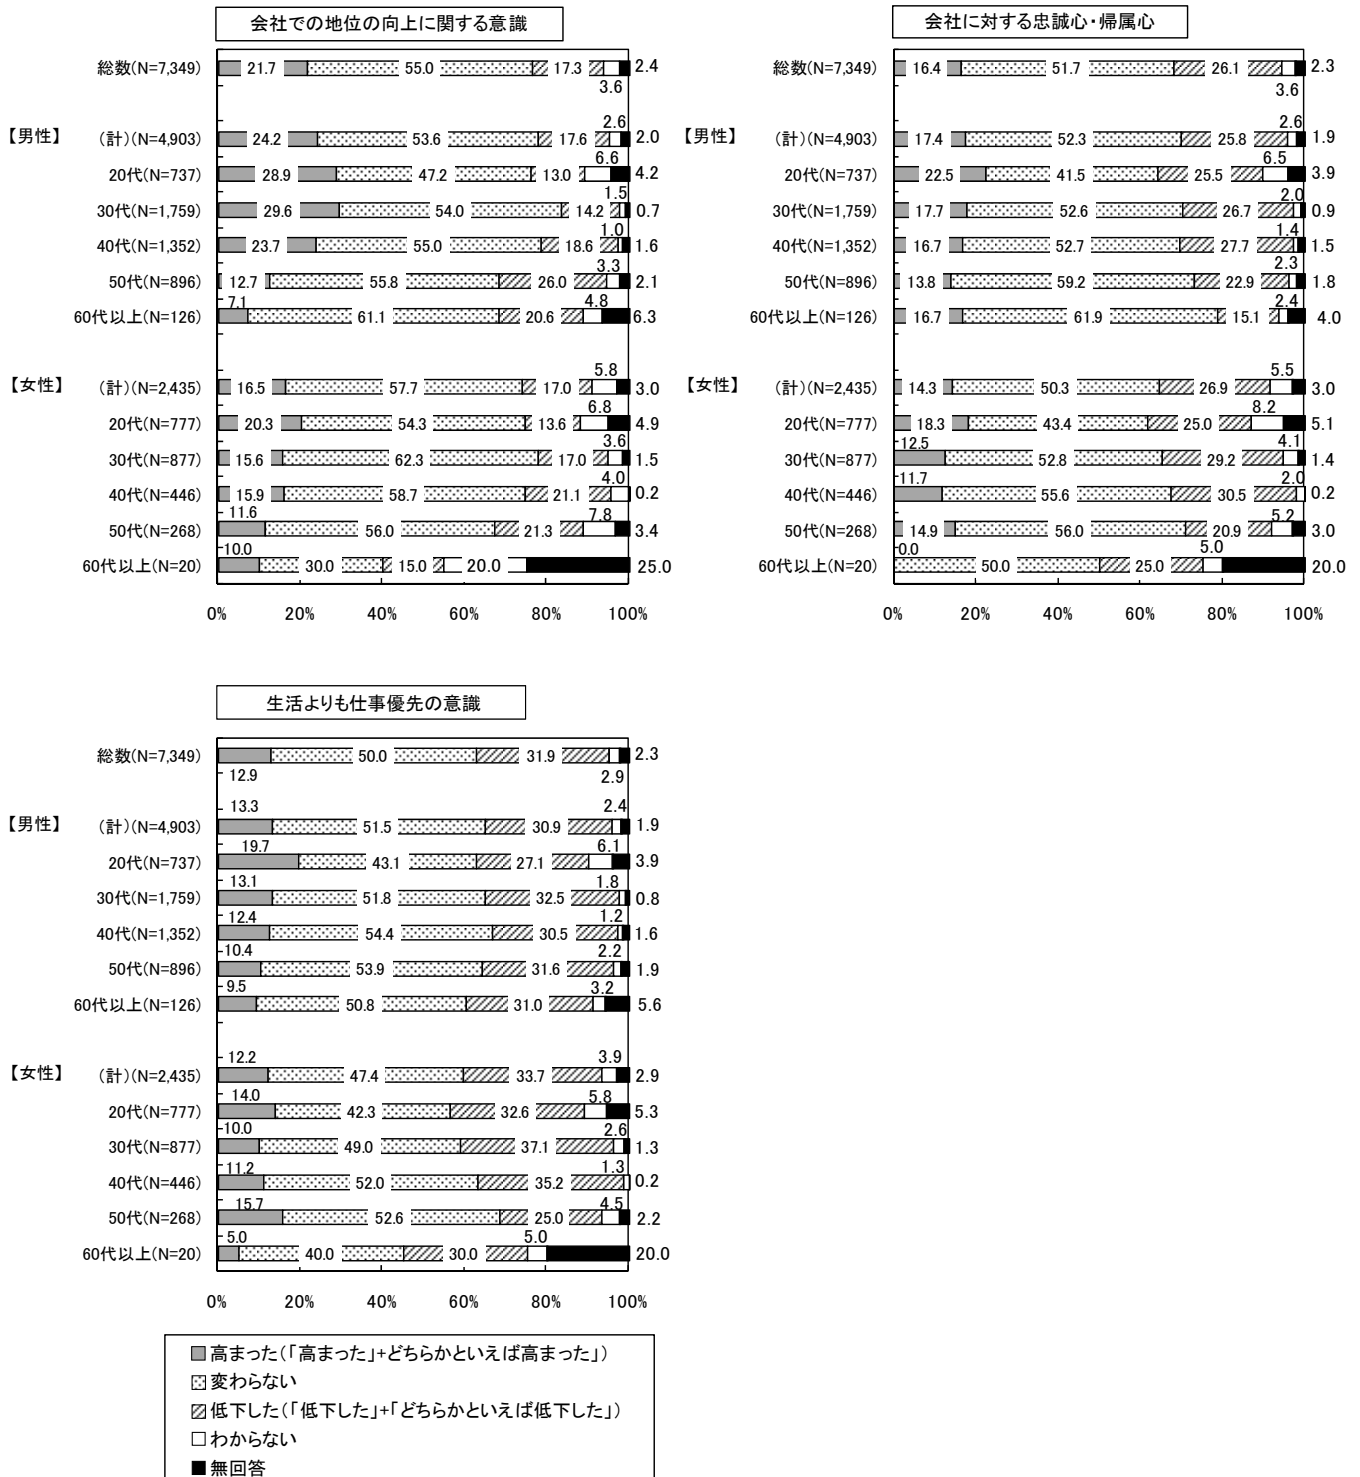 会社での地位の向上に関する意識
総数(N=7,349) 21.7 55.0 17.3 3.6 2.4
【男性】 (計)(N=4,903) 24.2 53.6 17.6 2.6 2.0
20代(N=737) 28.9 47.2 13.0 6.6 4.2
30代(N=1,759) 29.6 54.0 14.2 1.5 0.7
40代(N=1,352) 23.7 55.0 18.6 1.0 1.6
50代(N=896) 12.7 55.8 26.0 3.3 2.1
60代以上(N=126) 7.1 61.1 20.6 4.8 6.3
【女性】 (計)(N=2,435) 16.5 57.7 17.0 5.8 3.0
20代(N=777) 20.3 54.3 13.6 6.8 4.9
30代(N=877) 15.6 62.3 17.0 3.6 1.5
40代(N=446) 15.9 58.7 21.1 4.0 0.2
50代(N=268) 11.6 56.0 21.3 7.8 3.4
60代以上(N=20) 10.0 30.0 15.0 20.0 25.0
0% 20% 40% 60% 80% 100%
会社に対する忠誠心・帰属心
総数(N=7,349) 16.4 51.7 26.1 3.6 2.3
【男性】 (計)(N=4,903) 17.4 52.3 25.8 2.6 1.9
20代(N=737) 22.5 41.5 25.5 6.5 3.9
30代(N=1,759) 17.7 52.6 26.7 2.0 0.9
40代(N=1,352) 16.7 52.7 27.7 1.4 1.5
50代(N=896) 13.8 59.2 22.9 2.3 1.8
60代以上(N=126) 16.7 61.9 15.1 2.4 4.0
【女性】 (計)(N=2,435) 14.3 50.3 26.9 5.5 3.0
20代(N=777) 18.3 43.4 25.0 8.2 5.1
30代(N=877) 12.5 52.8 29.2 4.1 1.4
40代(N=446) 11.7 55.6 30.5 2.0 0.2
50代(N=268) 14.9 56.0 20.9 5.2 3.0
60代以上(N=20) 0.0 50.0 25.0 5.0 20.0
0% 20% 40% 60% 80% 100%
生活よりも仕事優先の意識
総数(N=7,349) 12.9 50.0 31.9 2.9 2.3
【男性】 (計)(N=4,903) 13.3 51.5 30.9 2.4 1.9
20代(N=737) 19.7 43.1 27.1 6.1 3.9
30代(N=1,759) 13.1 51.8 32.5 1.8 0.8
40代(N=1,352) 12.4 54.4 30.5 1.2 1.6
50代(N=896) 10.4 53.9 31.6 2.2 1.9
60代以上(N=126) 9.5 50.8 31.0 3.2 5.6
【女性】 (計)(N=2,435) 12.2 47.4 33.7 3.9 2.9
20代(N=777) 14.0 42.3 32.6 5.8 5.3
30代(N=877) 10.0 49.0 37.1 2.6 1.3
40代(N=446) 11.2 52.0 35.2 1.3 0.2
50代(N=268) 15.7 52.6 25.0 4.5 2.2
60代以上(N=20) 5.0 40.0 30.0 5.0 20.0
0% 20% 40% 60% 80% 100%
高まった(「高まった」+どちらかといえば高まった」)
変わらない
低下した(「低下した」+「どちらかといえば低下した」)
わからない
無回答